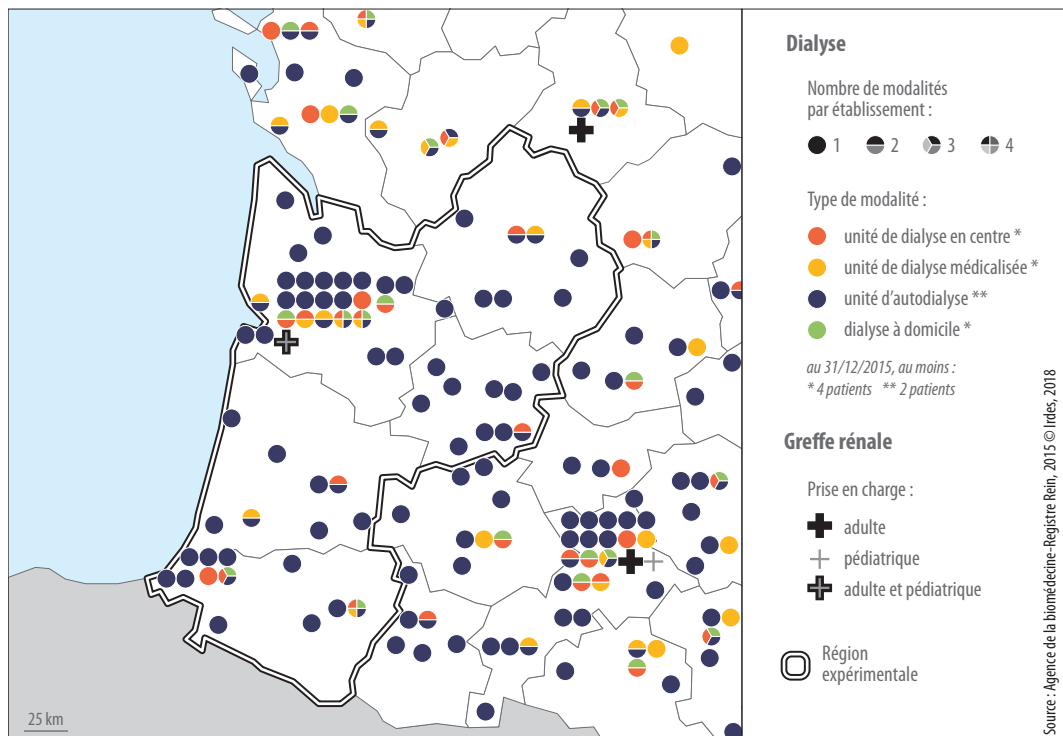 25 km
Dialyse
Nombre de modalités
par établissement :
1 2 3 4
Type de modalité :
unité de dialyse en centre *
unité de dialyse médicalisée *
unité d'autodialyse **
dialyse à domicile *
au 31/12/2015, au moins :
* 4 patients ** 2 patients
Greffe rénale
Prise en charge :
adulte
pédiatrique
adulte et pédiatrique
Région
expérimentale
Source : Agence de la biomédecine-Registre Rein, 2015 © Irdes, 2018